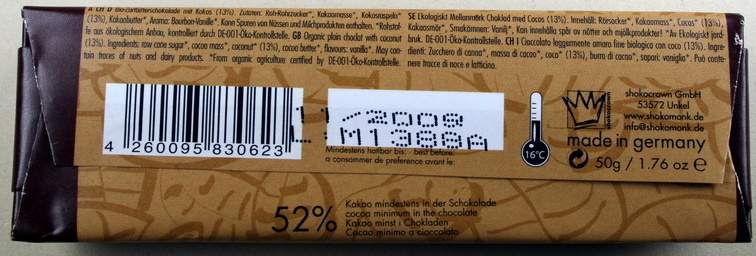 A CH D Bio-Zartbitterschokolade mit Kokos (13%). Zutaten: Roh-Rohrzucker*, Kakaomasse*, Kokosraspeln*
(13%), Kakaobutter*, Aroma: Bourbon-Vanille*. Kann Spuren von Nüssen und Milchprodukten enthalten. *Rohstof-
fe aus ökologischem Anbau, kontrolliert durch DE-001-Öko-Kontrollstelle. GB Organic plain choclat with coconut
(13%). Ingredients: raw cane sugar*, cocoa mass*, coconut* (13%), cocoa butter*, flavours: vanilla*. May con-
tain traces of nuts and dairy products. *From organic agriculture certified by DE-001-Öko-Kontrollstelle.
SE Ekologiskt Mellanmörk Choklad med Cocos (13%). Innehåll: Rörsocker*, Kakaomass*, Cocos* (13%),
Kakaosmör*, Smakämnen: Vanilj*, Kan innehålla spår av nötter och mjölkprodukter! *Av Ekologiskt jord-
bruk. DE-001-Öko-Kontrollstelle. CH I Cioccolato leggermente amaro fine biologica con coco (13%). Ingre-
dienti: Zucchero di canna*, massa di cacao*, coco* (13%), burro di cacao*, sapori: vaniglia*. Può conte-
nere tracce di noce e latticino.
4 260095 830623
11/2008
L:M1388A
Mindestens haltbar bis: - best before:
a consommer de preference avant le:
16°C
shokocrown
shokocrown GmbH
53572 Unkel
www.shokomonk.de
info@shokomonk.de
made in germany
50g / 1.76 oz e
52%
Kakao mindestens in der Schokolade
cocoa minimum in the chocolate
Kakao minst i Chokladen
Cacao minimo a cioccolato